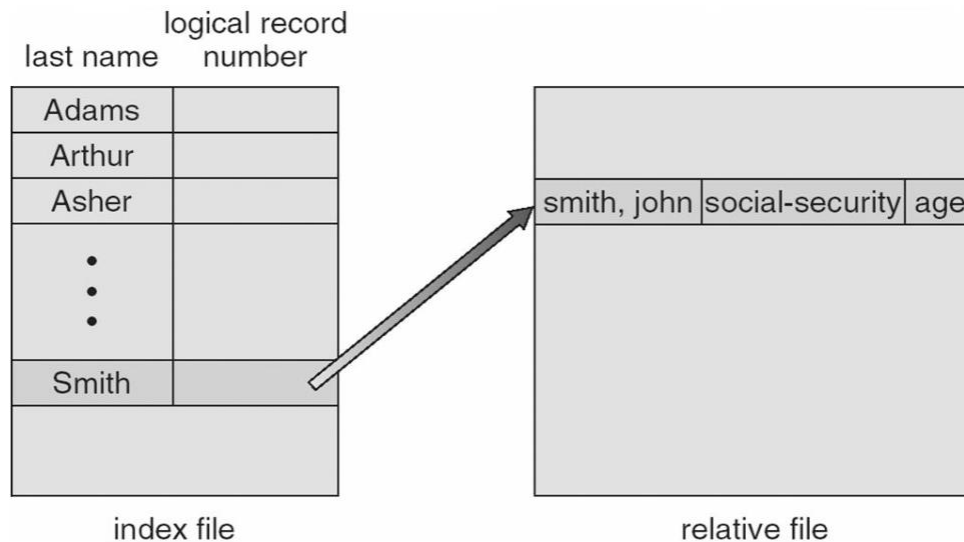 logical record
last name number
Adams
Arthur
Asher
smith, john social-security age
Smith
index file relative file